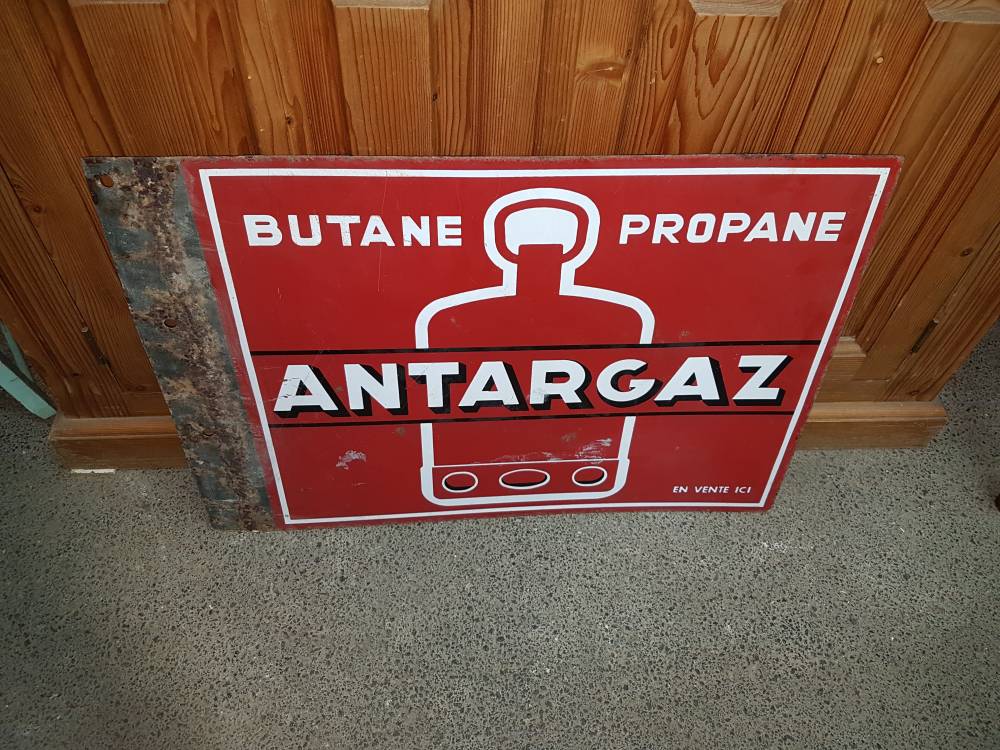 BUTANE PROPANE
ANTARGAZ
EN VENTE ICI